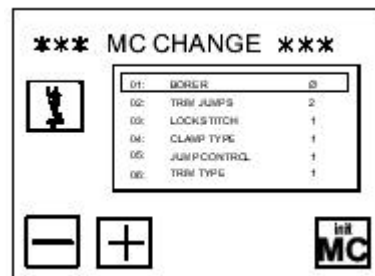 *** MC CHANGE ***
01: BORER Ø
02: TRIM JUMPS 2
03: LOCKSTITCH 1
04: CLAMP TYPE 1
05: JUMPCONTROL 1
06: TRIM TYPE 1
init
MC